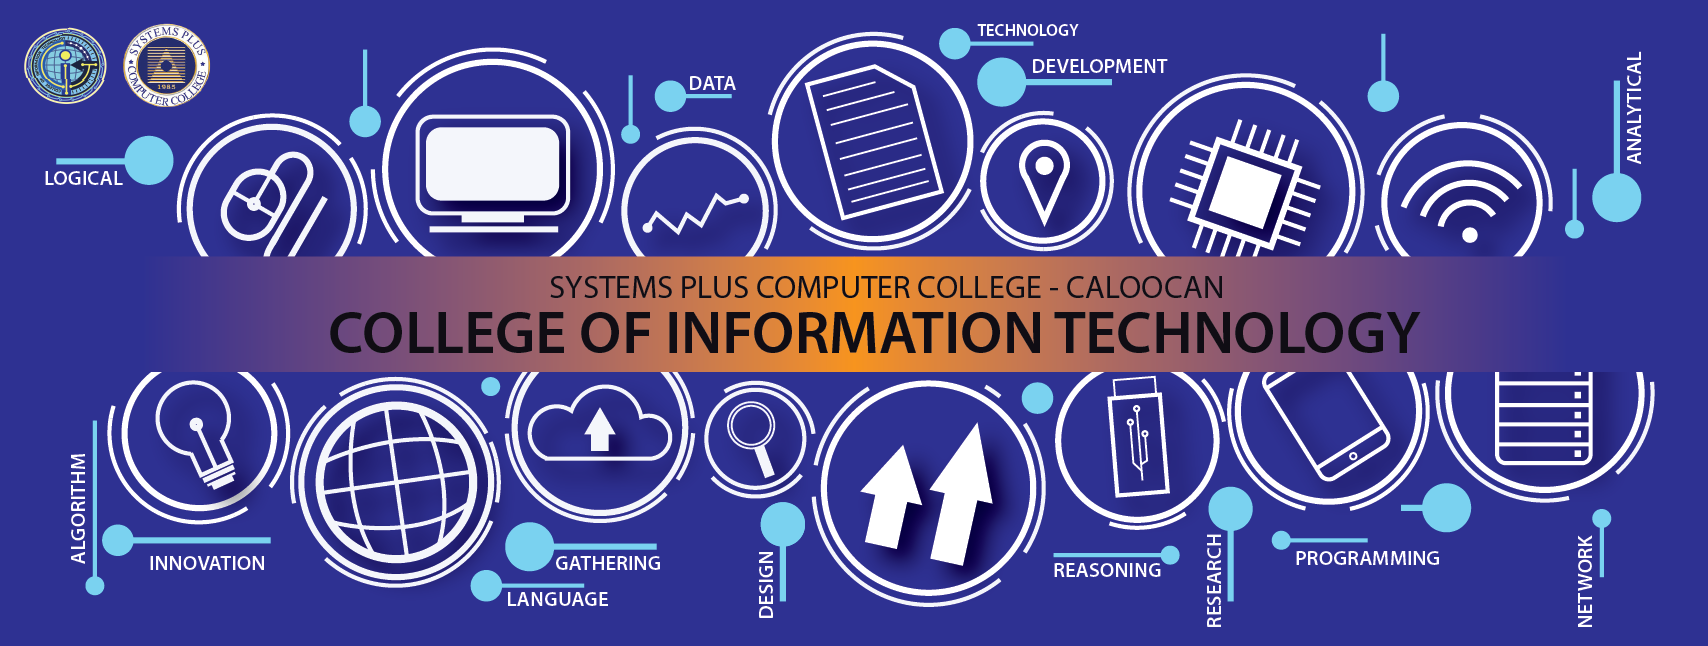 SYSTEMS PLUS
COMPUTER COLLEGE
1985
TECHNOLOGY
DEVELOPMENT
DATA
ANALYTICAL
LOGICAL
SYSTEMS PLUS COMPUTER COLLEGE - CALOOCAN
COLLEGE OF INFORMATION TECHNOLOGY
ALGORITHM
INNOVATION
GATHERING
LANGUAGE
DESIGN
REASONING
RESEARCH
PROGRAMMING
NETWORK